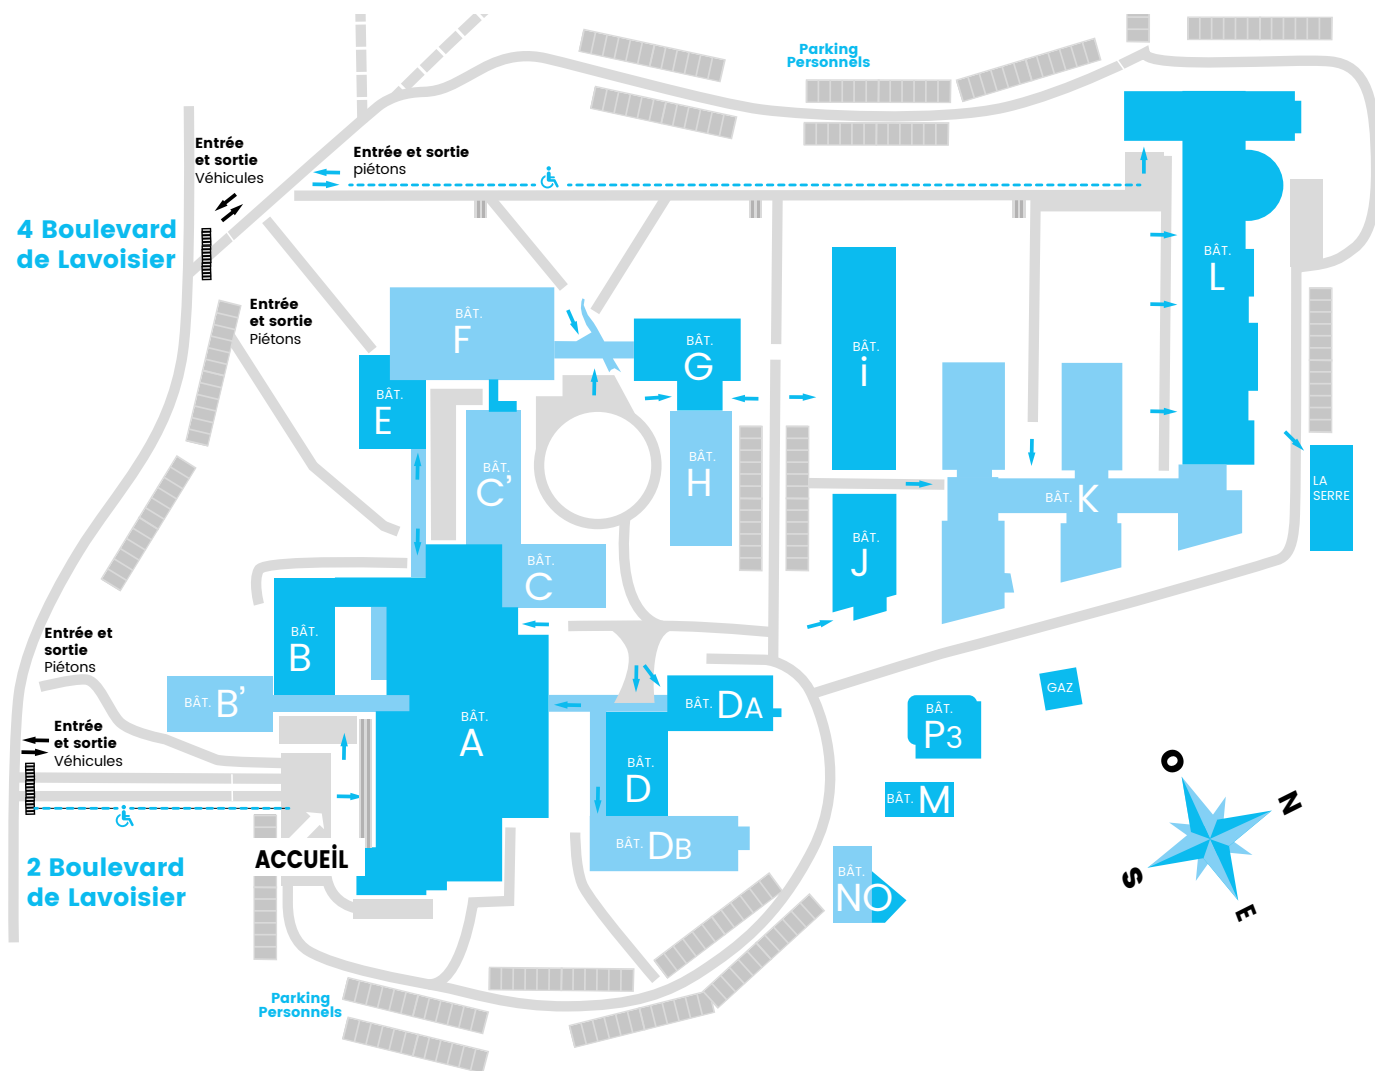 Parking
Personnels
Entrée
et sortie
Véhicules
Entrée et sortie
piétons
4 Boulevard
de Lavoisier
Entrée
et sortie
Piétons
BÂT.
F
BÂT.
G
BÂT.
E
BÂT.
i
BÂT.
L
BÂT.
C'
BÂT.
H
BÂT. K
LA
SERRE
BÂT.
J
BÂT.
C
Entrée et
sortie
Piétons
BÂT.
B
BÂT. B'
BÂT.
A
BÂT. DA
GAZ
BÂT.
P3
Entrée
et sortie
Véhicules
BÂT.
D
BÂT. M
BÂT. DB
ACCUEIL
2 Boulevard
de Lavoisier
BÂT.
NO
O
N
S
E
Parking
Personnels